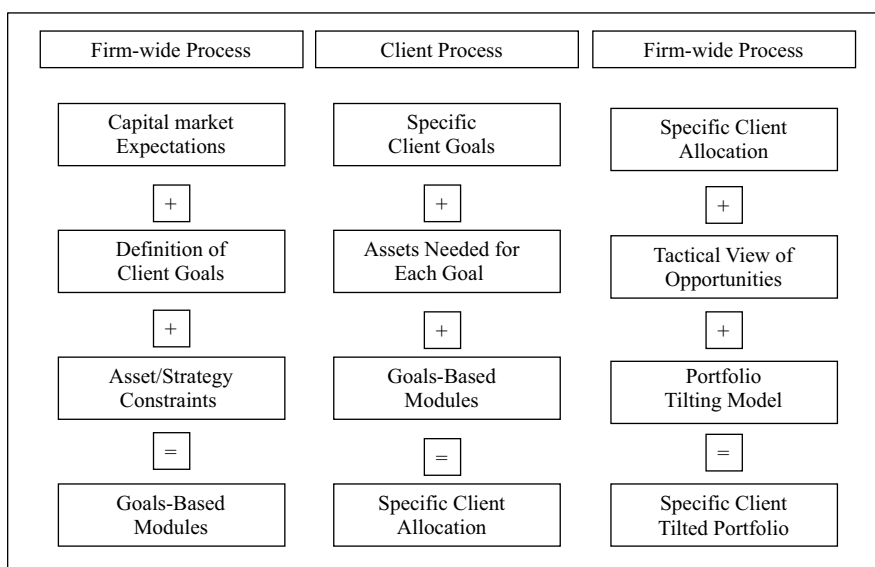 Firm-wide Process
Client Process
Firm-wide Process
Capital market
Expectations
+
Definition of
Client Goals
+
Asset/Strategy
Constraints
=
Goals-Based
Modules
Specific
Client Goals
+
Assets Needed for
Each Goal
+
Goals-Based
Modules
=
Specific Client
Allocation
Specific Client
Allocation
+
Tactical View of
Opportunities
+
Portfolio
Tilting Model
=
Specific Client
Tilted Portfolio